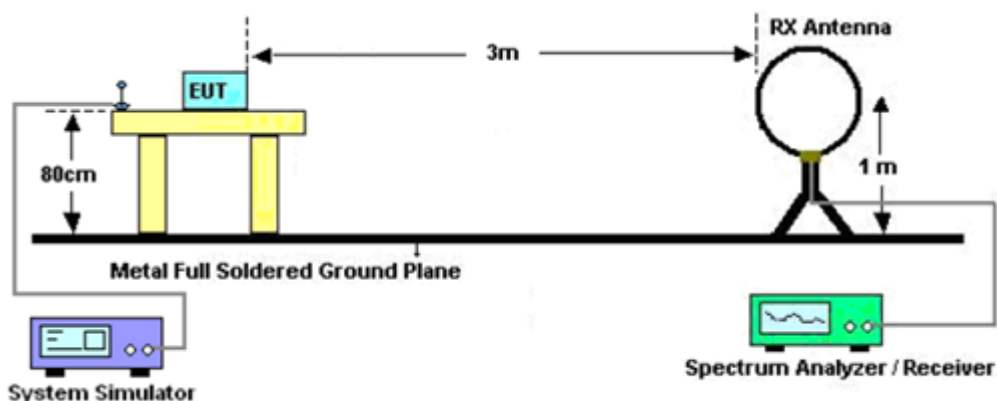 RX Antenna
3m
EUT
80cm
1 m
Metal Full Soldered Ground Plane
System Simulator
Spectrum Analyzer / Receiver